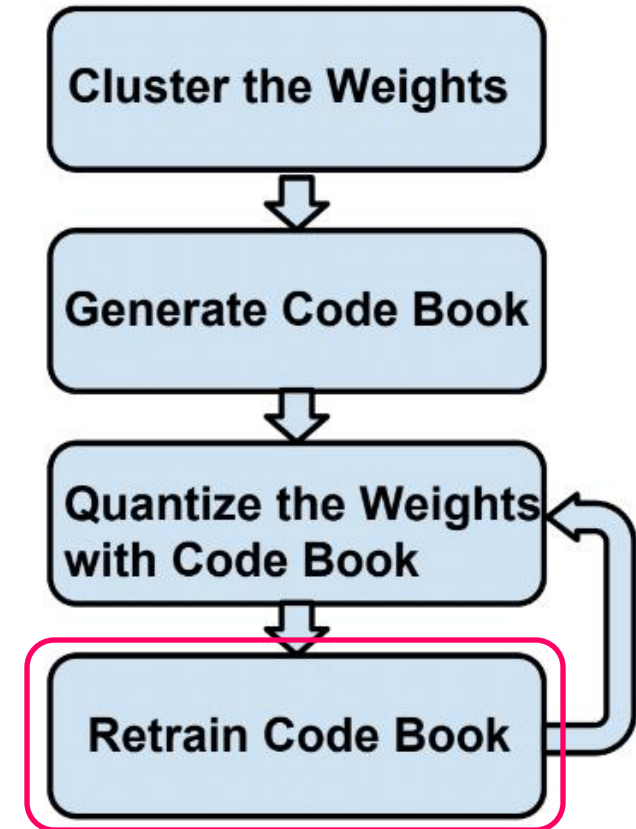 Cluster the Weights
Generate Code Book
Quantize the Weights
with Code Book
Retrain Code Book